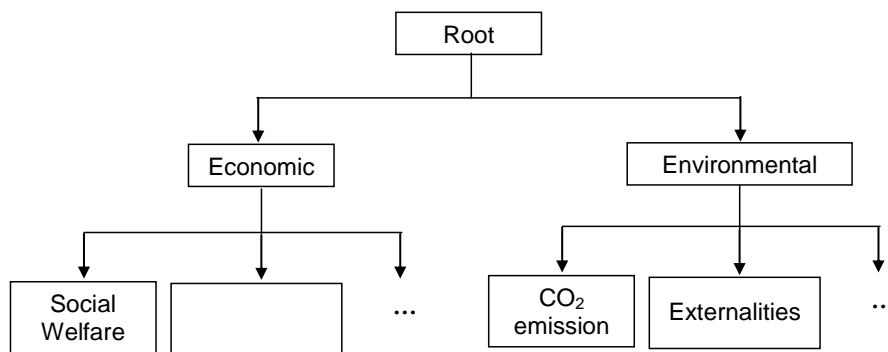 Root
Economic
Environmental
Social
Welfare
...
CO₂
emission
Externalities
..